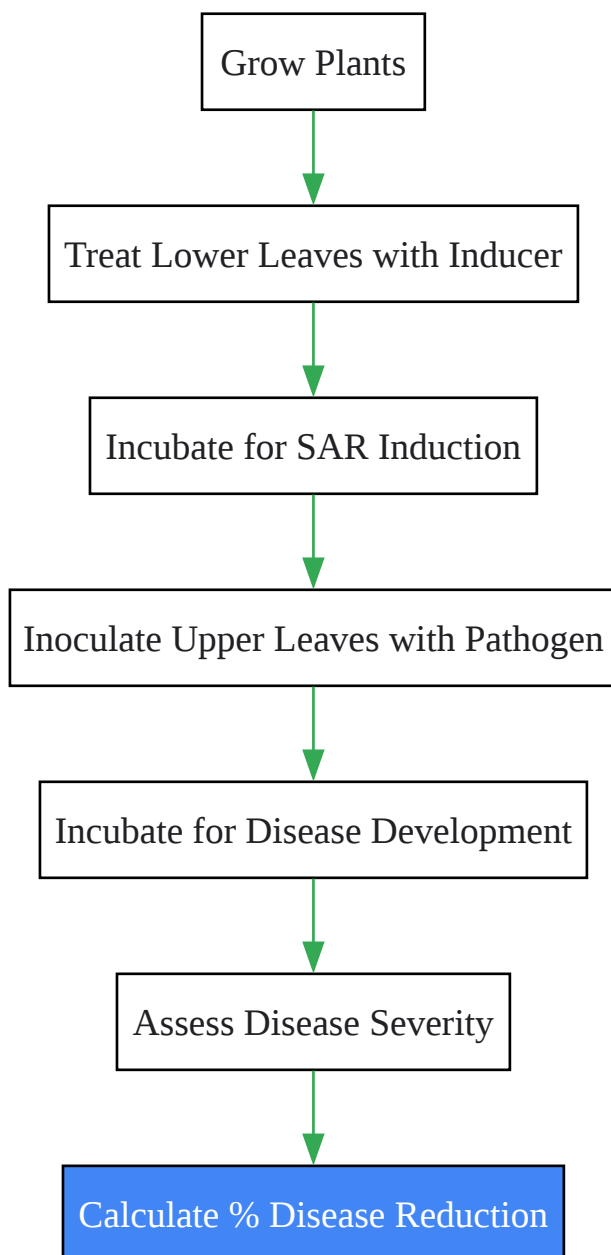 Grow Plants
Treat Lower Leaves with Inducer
Incubate for SAR Induction
Inoculate Upper Leaves with Pathogen
Incubate for Disease Development
Assess Disease Severity
Calculate % Disease Reduction